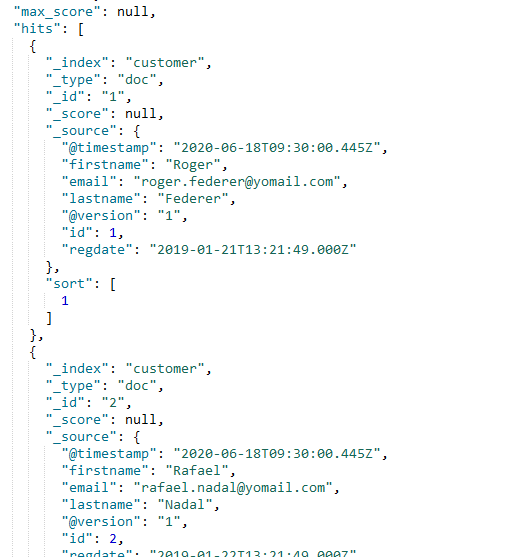 "max_score": null,
"hits": [
{
"_index": "customer",
"_type": "doc",
"_id": "1",
"_score": null,
"_source": {
"@timestamp": "2020-06-18T09:30:00.445Z",
"firstname": "Roger",
"email": "roger.federer@yomail.com",
"lastname": "Federer",
"@version": "1",
"id": 1,
"regdate": "2019-01-21T13:21:49.000Z"
},
"sort": [
1
]
},
{
"_index": "customer",
"_type": "doc",
"_id": "2",
"_score": null,
"_source": {
"@timestamp": "2020-06-18T09:30:00.445Z",
"firstname": "Rafael",
"email": "rafael.nadal@yomail.com",
"lastname": "Nadal",
"@version": "1",
"id": 2,
"regdate": "2019-01-22T13:21:49.000Z"